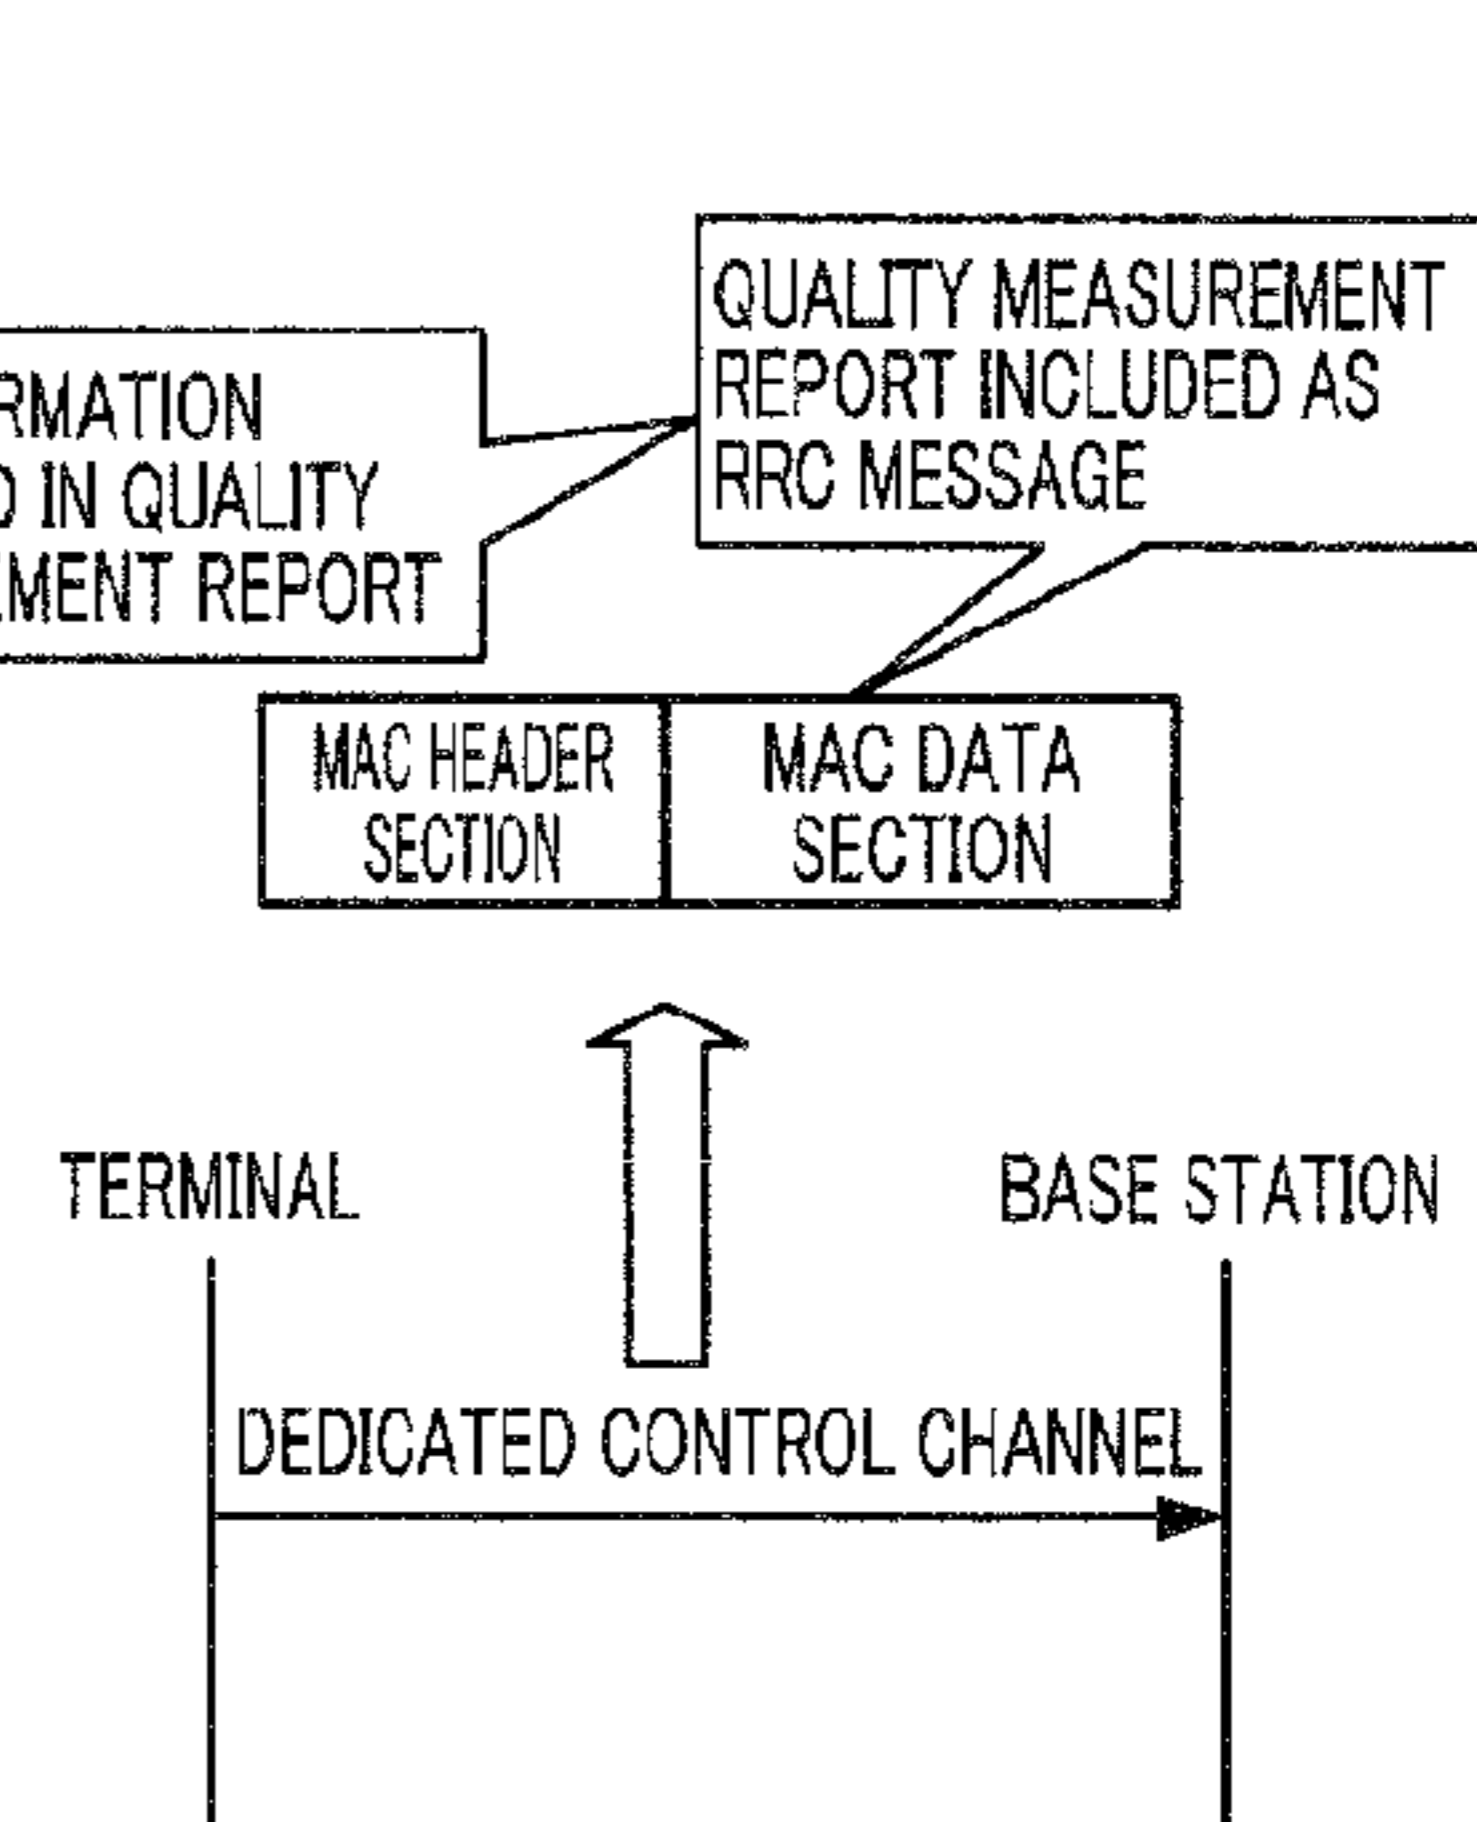 QUALITY MEASUREMENT
REPORT INCLUDED AS
RRC MESSAGE
RMATION
IN QUALITY
EMENT REPORT
MAC HEADER
SECTION
MAC DATA
SECTION
TERMINAL
BASE STATION
DEDICATED CONTROL CHANNEL